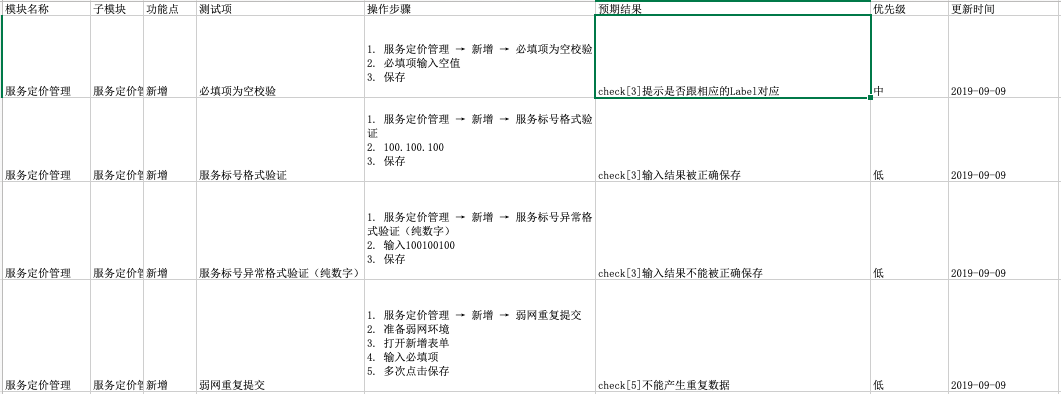 模块名称 子模块 功能点 测试项 操作步骤 预期结果 优先级 更新时间
1. 服务定价管理 → 新增 → 必填项为空校验
2. 必填项输入空值
3. 保存
服务定价管理 服务定价管 新增 必填项为空校验 check[3]提示是否跟相应的Label对应 中 2019-09-09
1. 服务定价管理 → 新增 → 服务标号格式验
证
2. 100.100.100
3. 保存
服务定价管理 服务定价管 新增 服务标号格式验证 check[3]输入结果被正确保存 低 2019-09-09
1. 服务定价管理 → 新增 → 服务标号异常格
式验证（纯数字）
2. 输入100100100
3. 保存
服务定价管理 服务定价管 新增 服务标号异常格式验证（纯数字） check[3]输入结果不能被正确保存 低 2019-09-09
1. 服务定价管理 → 新增 → 弱网重复提交
2. 准备弱网环境
3. 打开新增表单
4. 输入必填项
5. 多次点击保存
服务定价管理 服务定价管 新增 弱网重复提交 check[5]不能产生重复数据 低 2019-09-09